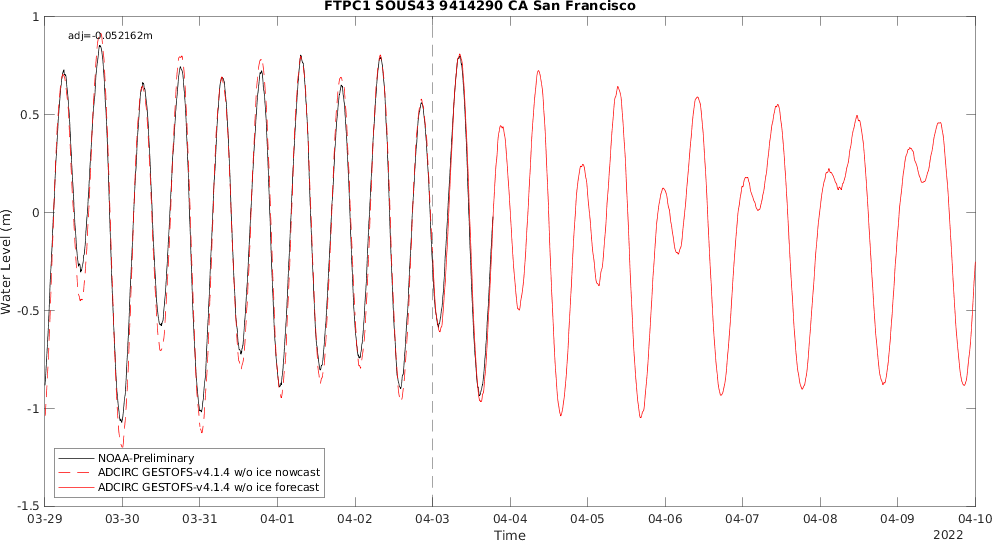 FTPC1 SOUS43 9414290 CA San Francisco
adj=-0.052162m
Water Level (m)
1
0.5
0
-0.5
-1
-1.5
NOAA-Preliminary
ADCIRC GESTOFS-v4.1.4 w/o ice nowcast
ADCIRC GESTOFS-v4.1.4 w/o ice forecast
03-29 03-30 03-31 04-01 04-02 04-03 04-04 04-05 04-06 04-07 04-08 04-09 04-10
Time
2022